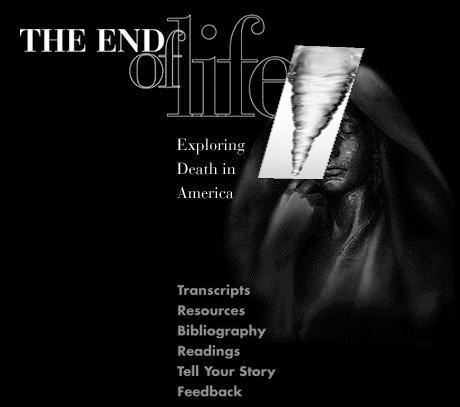 THE END
of life
Exploring
Death in
America
Transcripts
Resources
Bibliography
Readings
Tell Your Story
Feedback